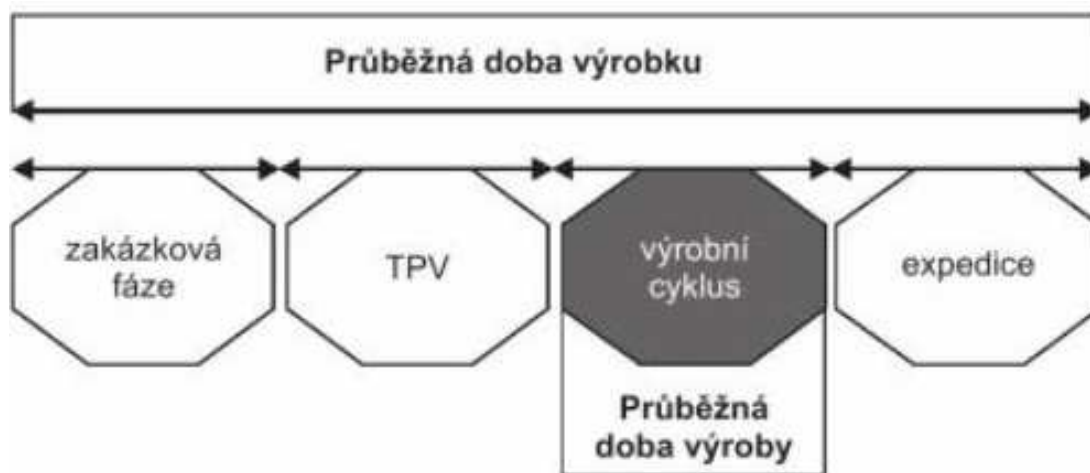 Průběžná doba výrobku
zakázková
fáze
TPV
výrobní
cyklus
expedice
Průběžná
doba výroby